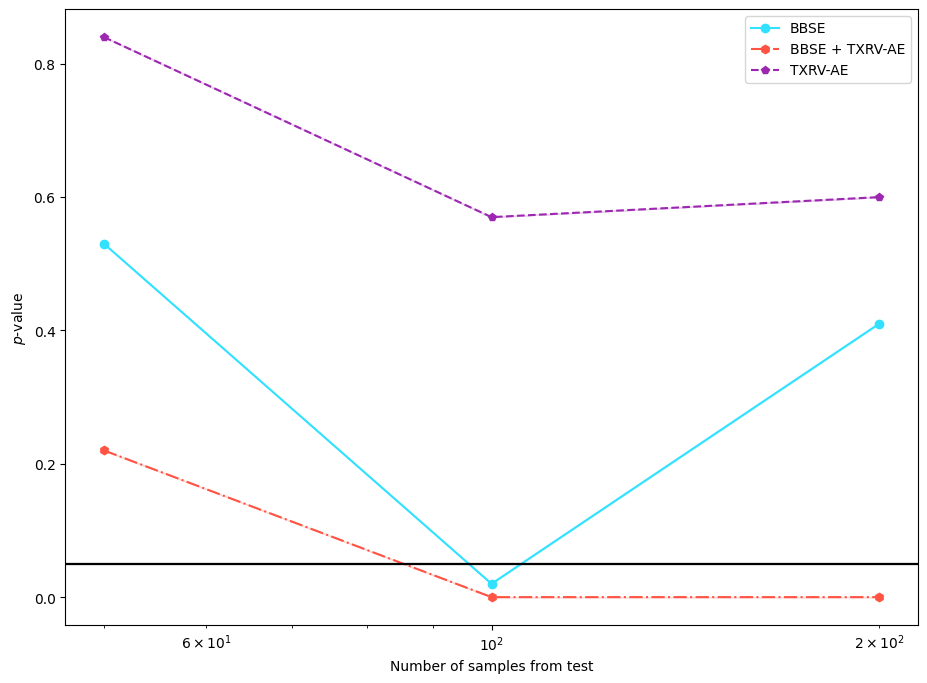 BBSE
BBSE + TXRV-AE
TXRV-AE
0.8
0.6
0.4
0.2
0.0
p-value
6 × 10¹
10²
2 × 10²
Number of samples from test